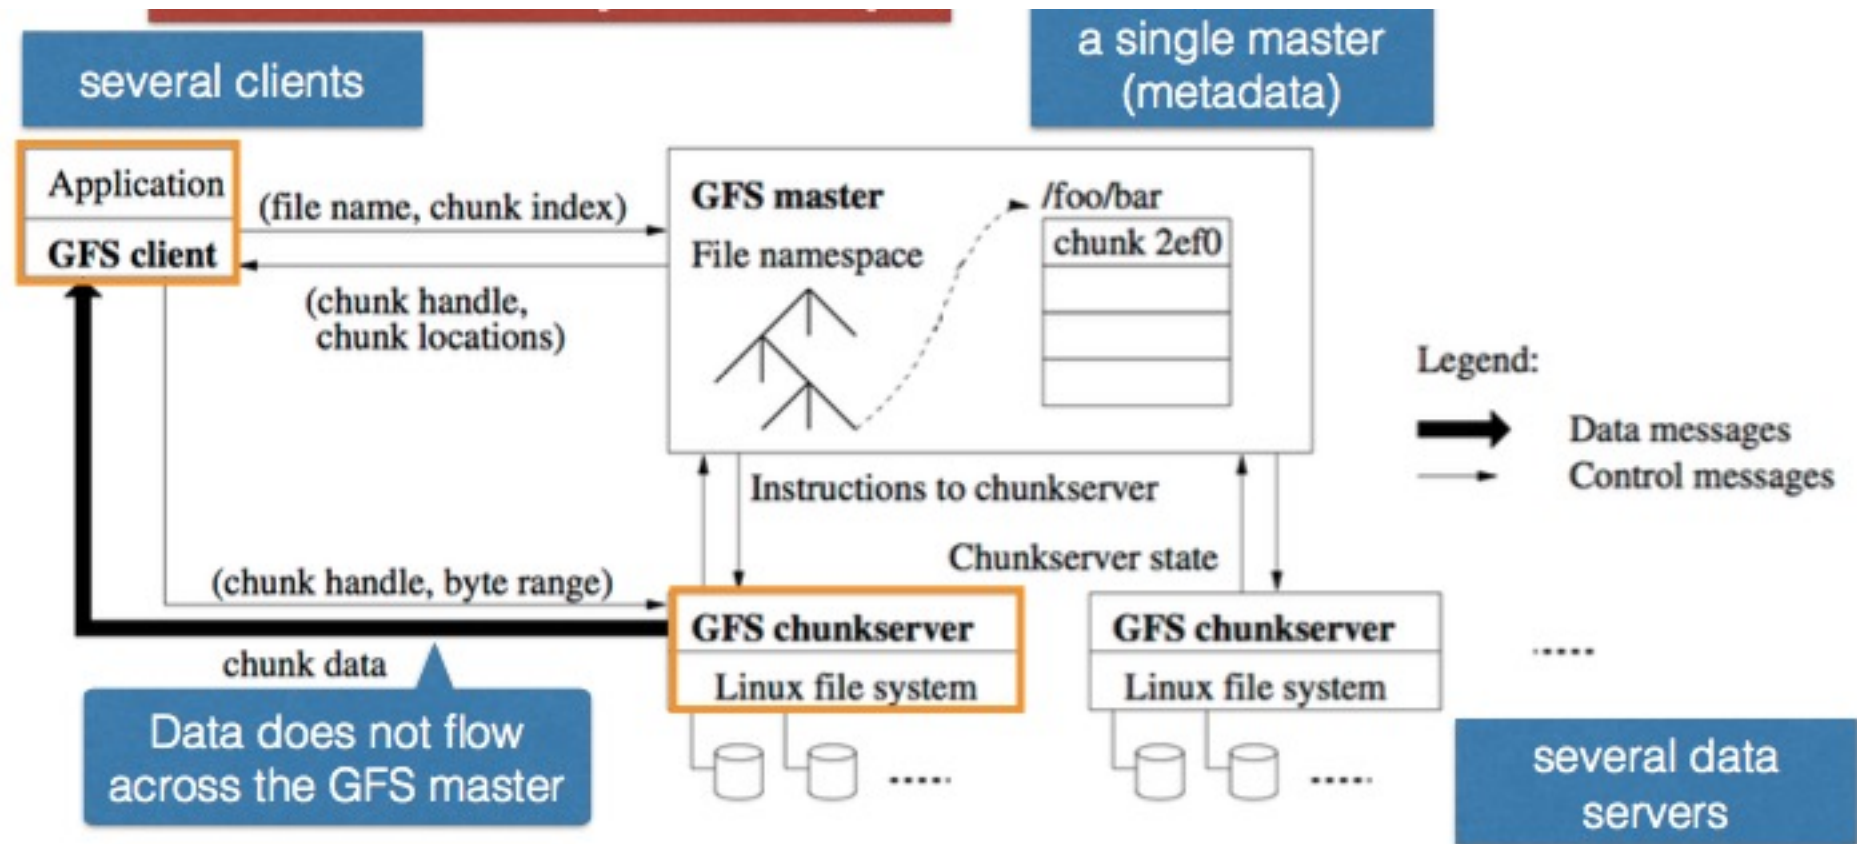 several clients
a single master
(metadata)
Application
GFS client
(file name, chunk index)
(chunk handle,
chunk locations)
GFS master
File namespace
/foo/bar
chunk 2ef0
Legend:
Data messages
Control messages
Instructions to chunkserver
Chunkserver state
(chunk handle, byte range)
chunk data
GFS chunkserver
Linux file system
GFS chunkserver
Linux file system
Data does not flow
across the GFS master
several data
servers